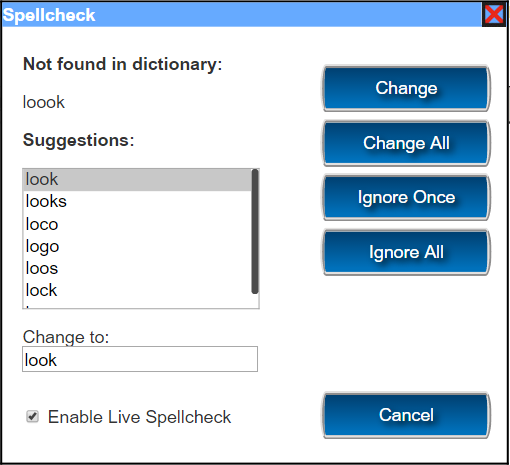 Spellcheck
Not found in dictionary:
loook
Suggestions:
look
looks
loco
logo
loos
lock
Change to:
look
Enable Live Spellcheck
Change
Change All
Ignore Once
Ignore All
Cancel